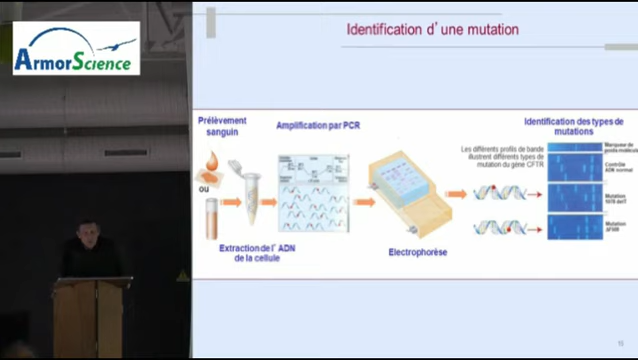 ArmorScience
Identification d'une mutation
Prélèvement
sanguin
Amplification par PCR
Identification des types de
mutations
Les différents profils de bande
illustrent différents types de
mutation du gène CFTR
Contrôle
ADN normal
ou
Mutation
Mutation
ΔF508
Extraction de l' ADN
de la cellule
Electrophorèse
15